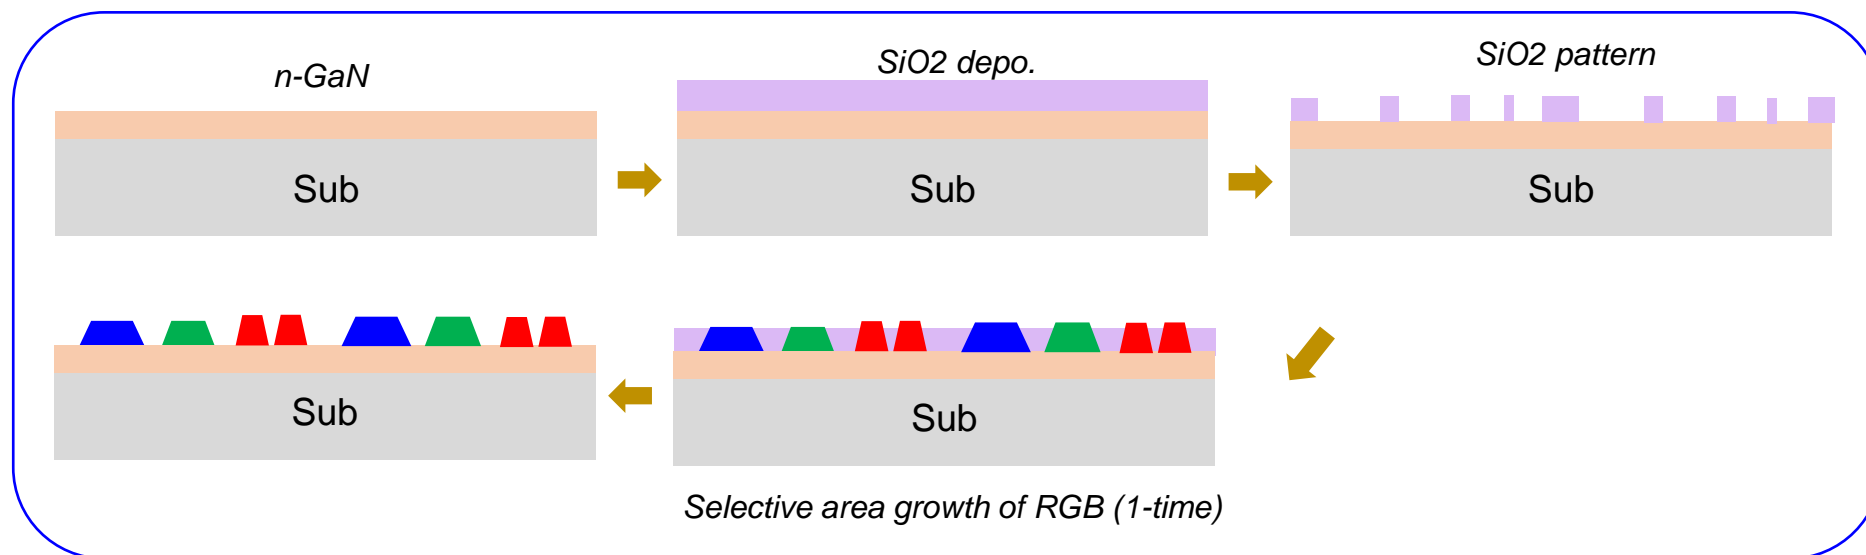 n-GaN
SiO2 depo.
SiO2 pattern
Sub
Sub
Sub
Sub
Sub
Selective area growth of RGB (1-time)